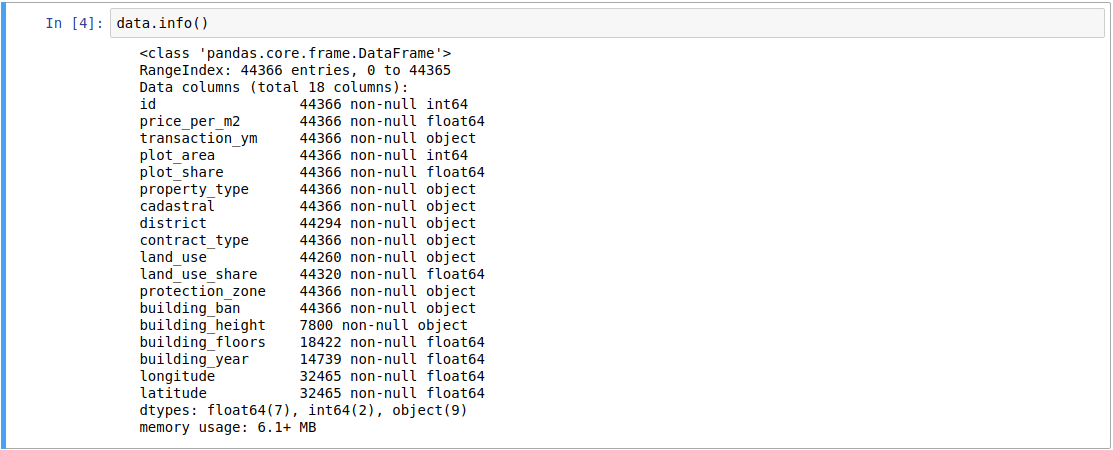 In [4]: data.info()
<class 'pandas.core.frame.DataFrame'>
RangeIndex: 44366 entries, 0 to 44365
Data columns (total 18 columns):
id                 44366 non-null int64
price_per_m2       44366 non-null float64
transaction_ym     44366 non-null object
plot_area          44366 non-null int64
plot_share         44366 non-null float64
property_type      44366 non-null object
cadastral          44366 non-null object
district           44294 non-null object
contract_type      44366 non-null object
land_use           44260 non-null object
land_use_share     44320 non-null float64
protection_zone    44366 non-null object
building_ban       44366 non-null object
building_height    7800 non-null object
building_floors    18422 non-null float64
building_year      14739 non-null float64
longitude          32465 non-null float64
latitude           32465 non-null float64
dtypes: float64(7), int64(2), object(9)
memory usage: 6.1+ MB